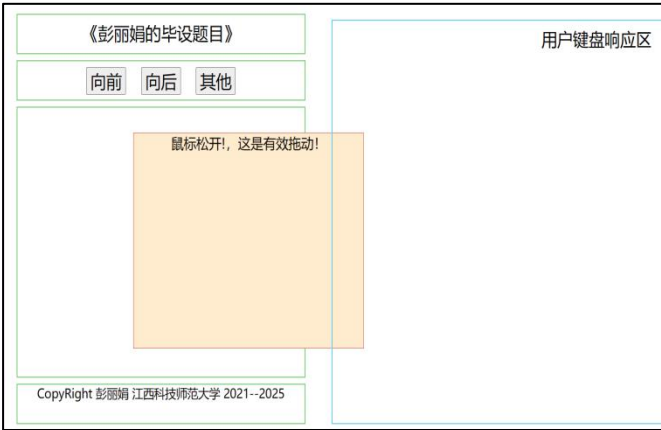 《彭丽娟的毕设题目》
用户键盘响应区
向前 向后 其他
鼠标松开!，这是有效拖动!
CopyRight 彭丽娟 江西科技师范大学 2021--2025